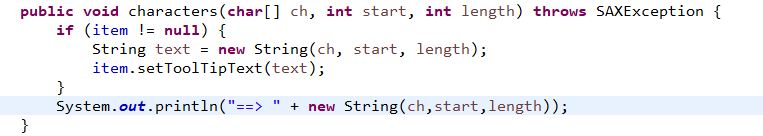 public void characters(char[] ch, int start, int length) throws SAXException {
    if (item != null) {
        String text = new String(ch, start, length);
        item.setToolTipText(text);
    }
    System.out.println("==> " + new String(ch,start,length));
}